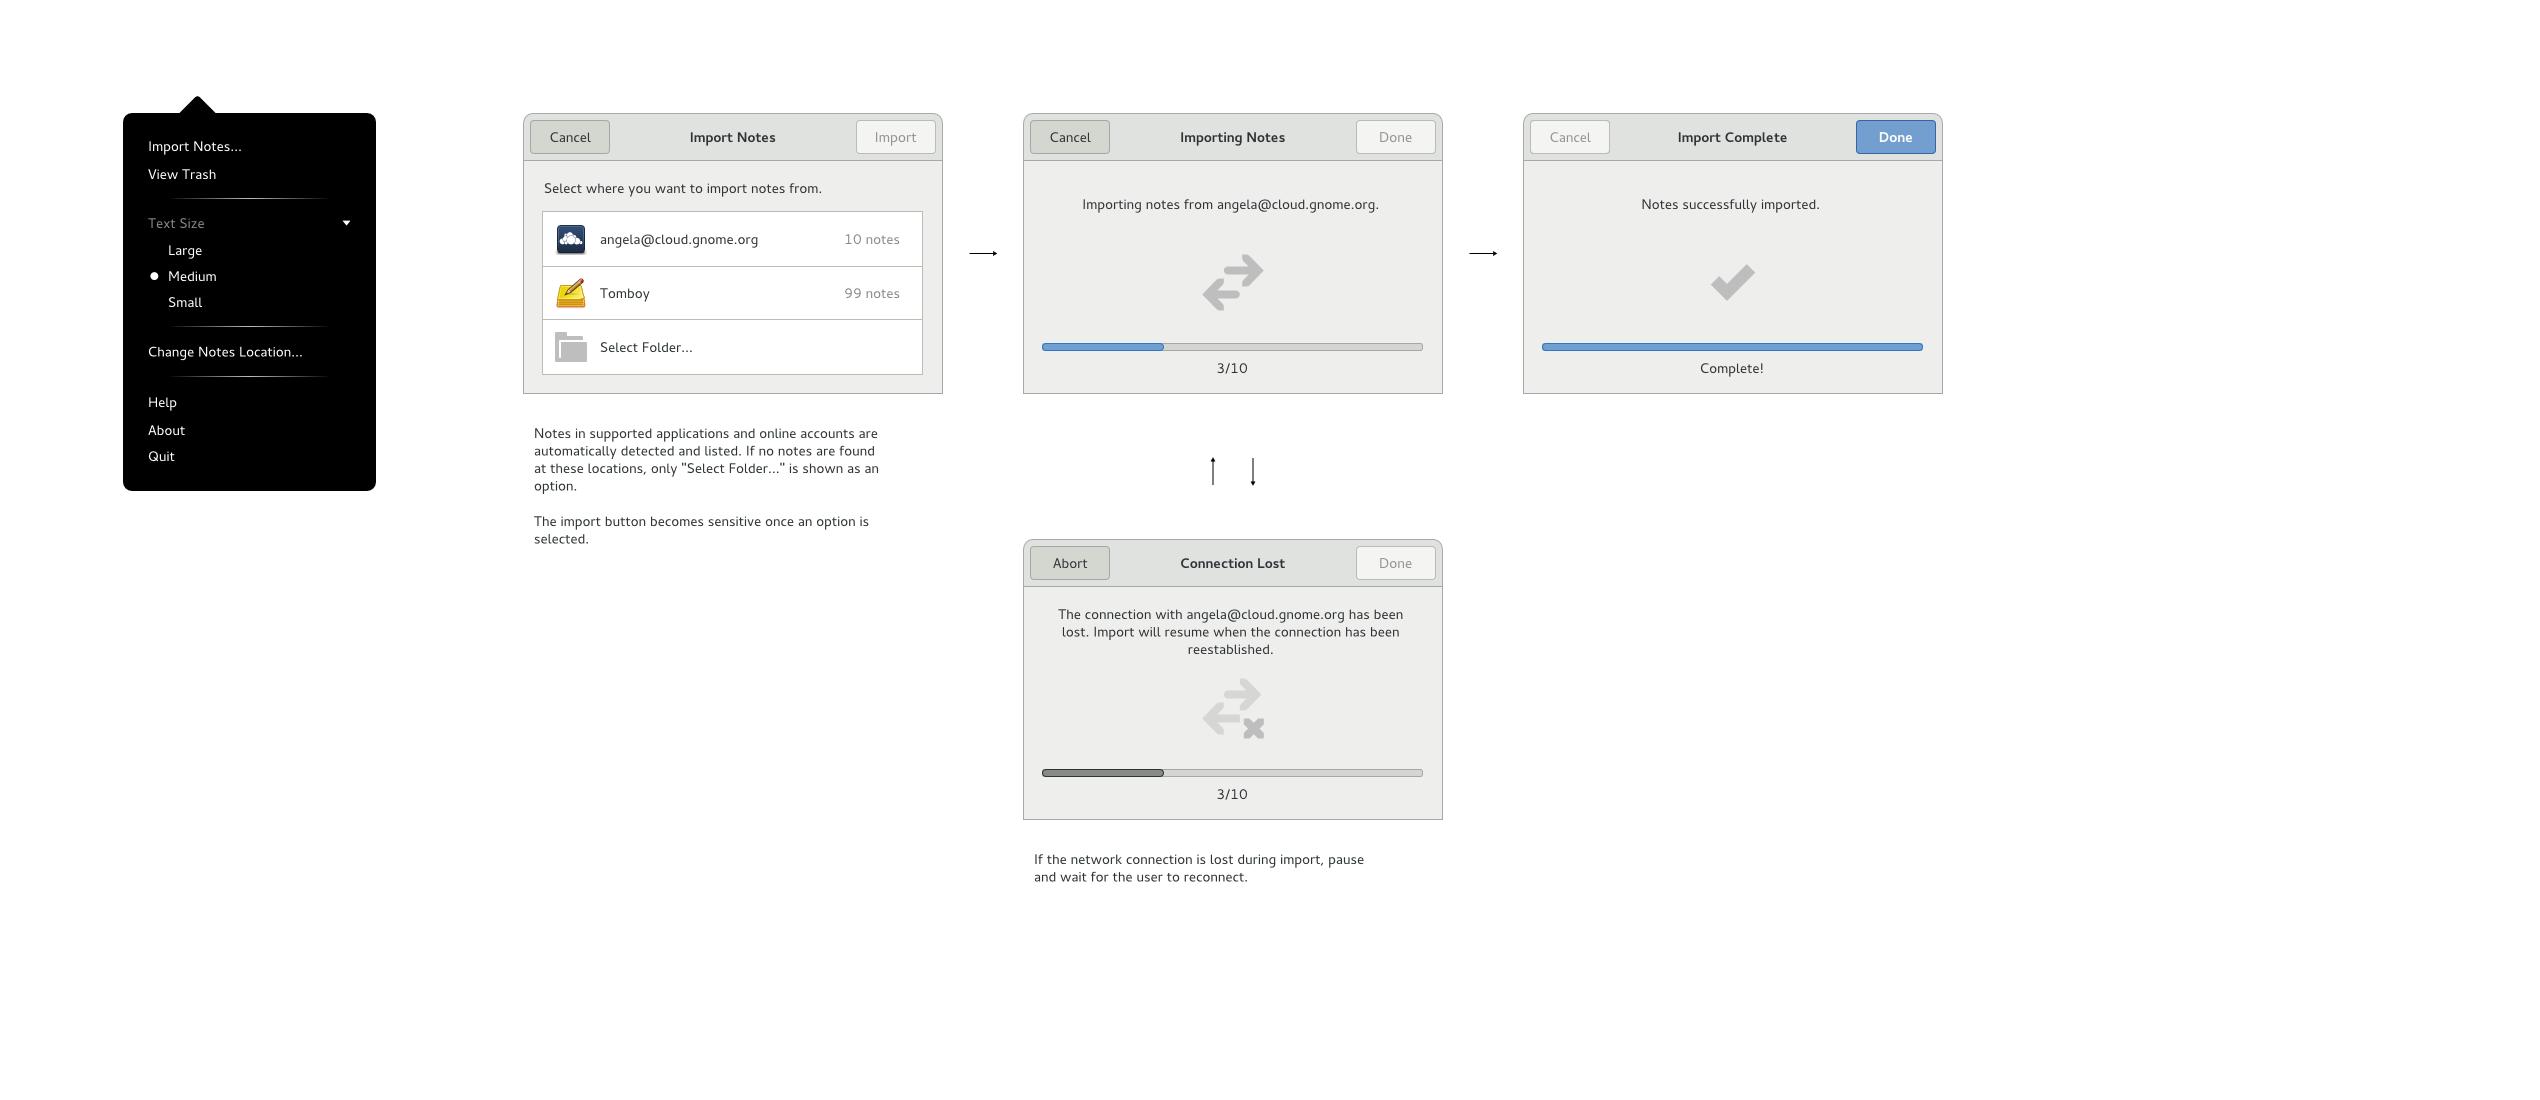 Import Notes...
View Trash
Text Size
Large
Medium
Small
Change Notes Location...
Help
About
Quit
Cancel
Import Notes
Import
Select where you want to import notes from.
angela@cloud.gnome.org
10 notes
Tomboy
99 notes
Select Folder...
Notes in supported applications and online accounts are
automatically detected and listed. If no notes are found
at these locations, only "Select Folder..." is shown as an
option.
The import button becomes sensitive once an option is
selected.
Cancel
Importing Notes
Done
Importing notes from angela@cloud.gnome.org.
3/10
Cancel
Import Complete
Done
Notes successfully imported.
Complete!
Abort
Connection Lost
Done
The connection with angela@cloud.gnome.org has been
lost. Import will resume when the connection has been
reestablished.
3/10
If the network connection is lost during import, pause
and wait for the user to reconnect.